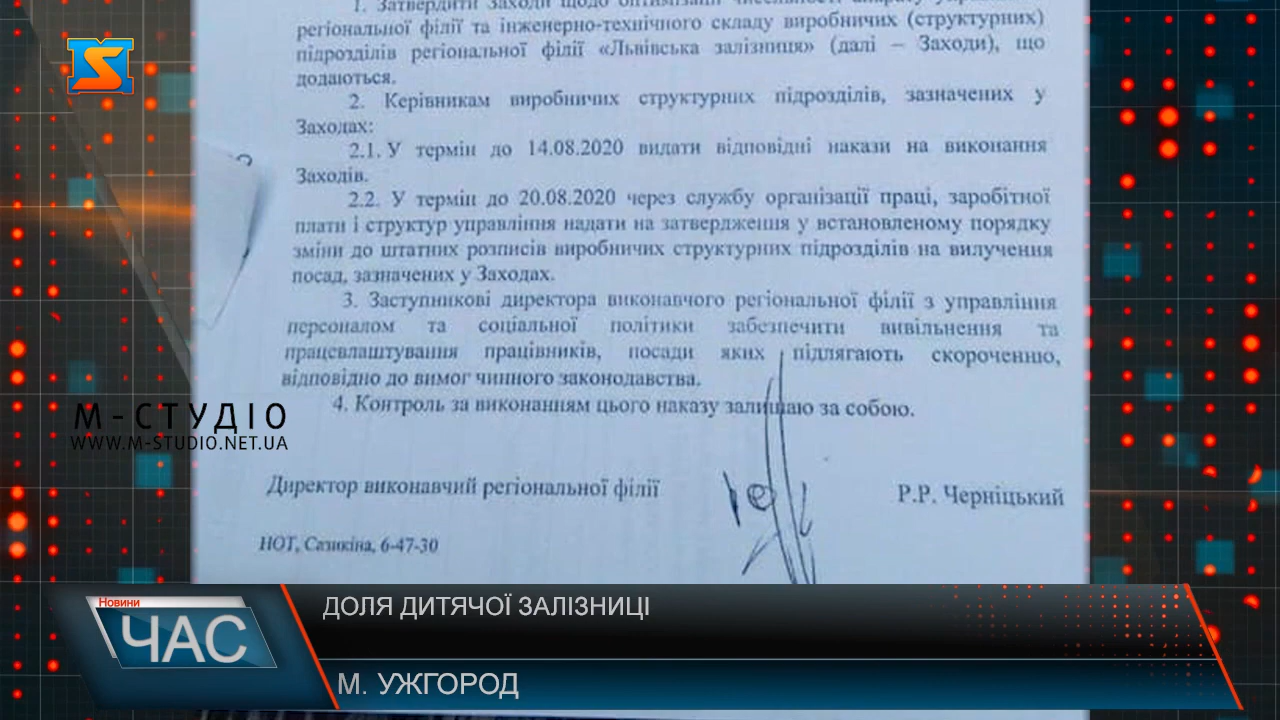 1. Затвердити Заходи щодо оптимізації чисельності апарату
регіональної філії та інженерно-технічного складу виробничих (структурних)
підрозділів регіональної філії «Львівська залізниця» (далі – Заходи), що
додаються.
2. Керівникам виробничих структурних підрозділів, зазначених у
Заходах:
2.1. У термін до 14.08.2020 видати відповідні накази на виконання
Заходів.
2.2. У термін до 20.08.2020 через службу організації праці, заробітної
плати і структур управління надати на затвердження у встановленому порядку
зміни до штатних розписів виробничих структурних підрозділів на вилучення
посад, зазначених у Заходах.
3. Заступникові директора виконавчого регіональної філії з управління
персоналом та соціальної політики забезпечити вивільнення та
працевлаштування працівників, посади яких підлягають скороченню,
відповідно до вимог чинного законодавства.
4. Контроль за виконанням цього наказу залишаю за собою.
М-СТУДІО
WWW.M-STUDIO.NET.UA
Директор виконавчий регіональної філії
Р.Р. Черніцький
НОТ, Сазикіна, 6-47-30
Новини
ЧАС
ДОЛЯ ДИТЯЧОЇ ЗАЛІЗНИЦІ
М. УЖГОРОД